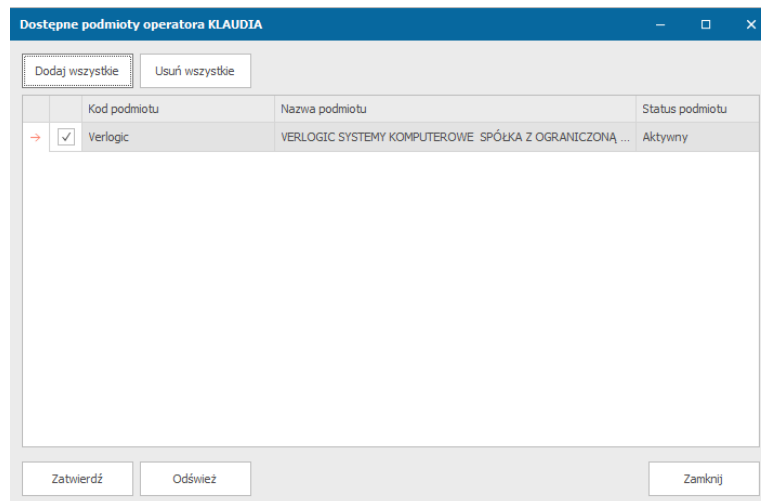 Dostępne podmioty operatora KLAUDIA
Dodaj wszystkie Usuń wszystkie
Kod podmiotu Nazwa podmiotu Status podmiotu
Verlogic VERLOGIC SYSTEMY KOMPUTEROWE SPÓŁKA Z OGRANICZONĄ ... Aktywny
Zatwierdź Odśwież Zamknij